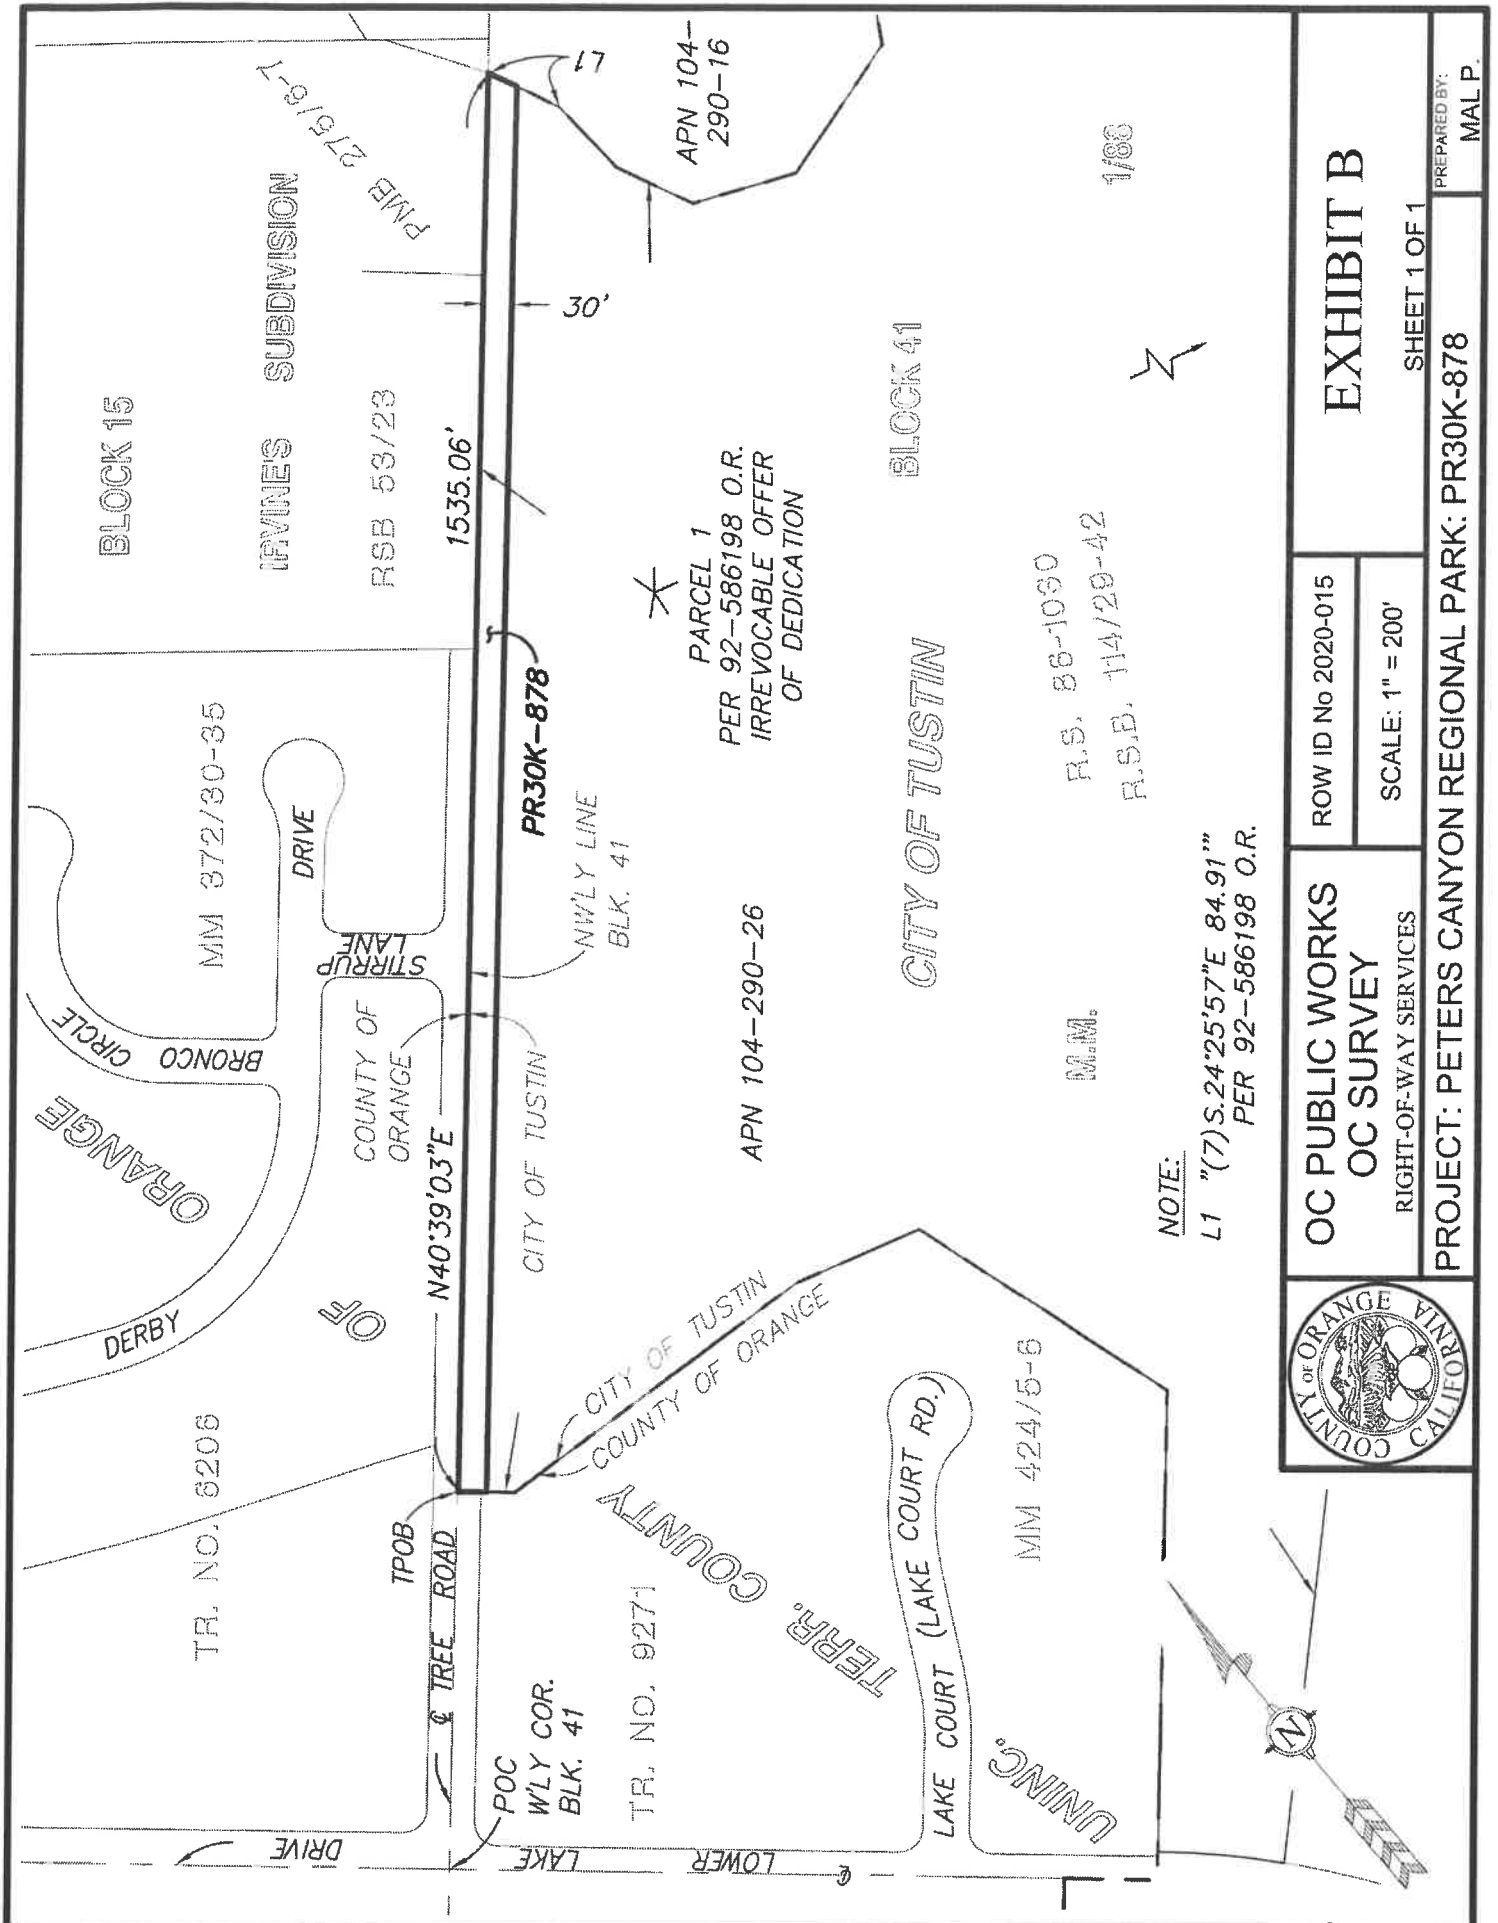 TR. NO. 6206
DERBY
DRIVE
BRONCO
CIRCLE
STIRRUP
LANE
MM 372/30-35
BLOCK 15
IRVINE'S SUBDIVISION
RSB 53/23
PMB 275/6-7
ORANGE
OF
COUNTY OF
ORANGE
N40°39'03"E
1535.06'
30'
L1
TPOB
℄ TREE ROAD
POC
W'LY COR.
BLK. 41
DRIVE
LAKE
LOWER
℄
CITY OF TUSTIN
NW'LY LINE
BLK. 41
PR30K-878
PARCEL 1
PER 92-586198 O.R.
IRREVOCABLE OFFER
OF DEDICATION
APN 104-
290-16
APN 104-290-26
CITY OF TUSTIN
COUNTY OF ORANGE
TR. NO. 9271
COUNTY
TERR.
UNINC.
LAKE COURT (LAKE COURT RD.)
MM 424/5-6
CITY OF TUSTIN
BLOCK 41
M.M.
1/88
R.S. 86-1030
R.S.B. 114/29-42
NOTE:
L1 "(7)S.24°25'57"E 84.91'"
PER 92-586198 O.R.
N
COUNTY OF ORANGE
CALIFORNIA
OC PUBLIC WORKS
OC SURVEY
RIGHT-OF-WAY SERVICES
ROW ID No 2020-015
SCALE: 1" = 200'
EXHIBIT B
SHEET 1 OF 1
PROJECT: PETERS CANYON REGIONAL PARK: PR30K-878
PREPARED BY:
MAL P.